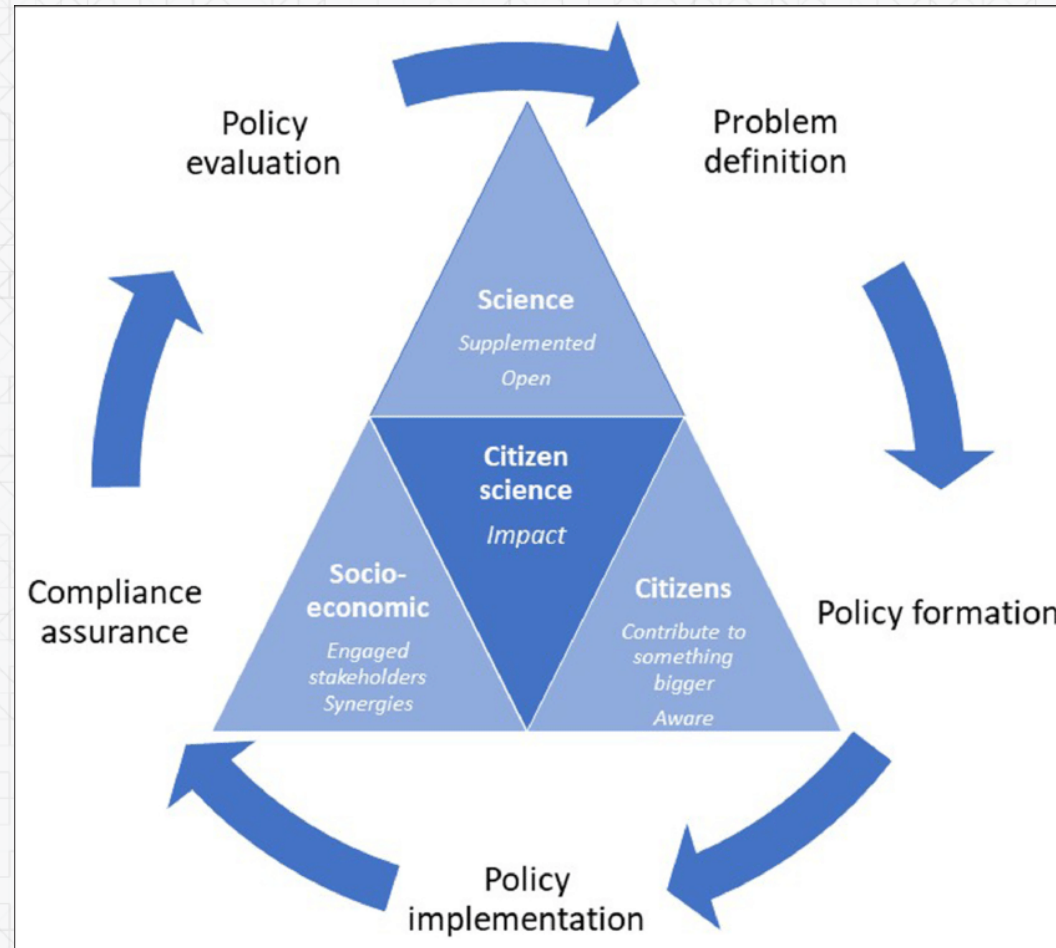 Policy
evaluation
Problem
definition
Science
Supplemented
Open
Citizen
science
Impact
Socio-
economic
Engaged
stakeholders
Synergies
Citizens
Contribute to
something
bigger
Aware
Compliance
assurance
Policy formation
Policy
implementation